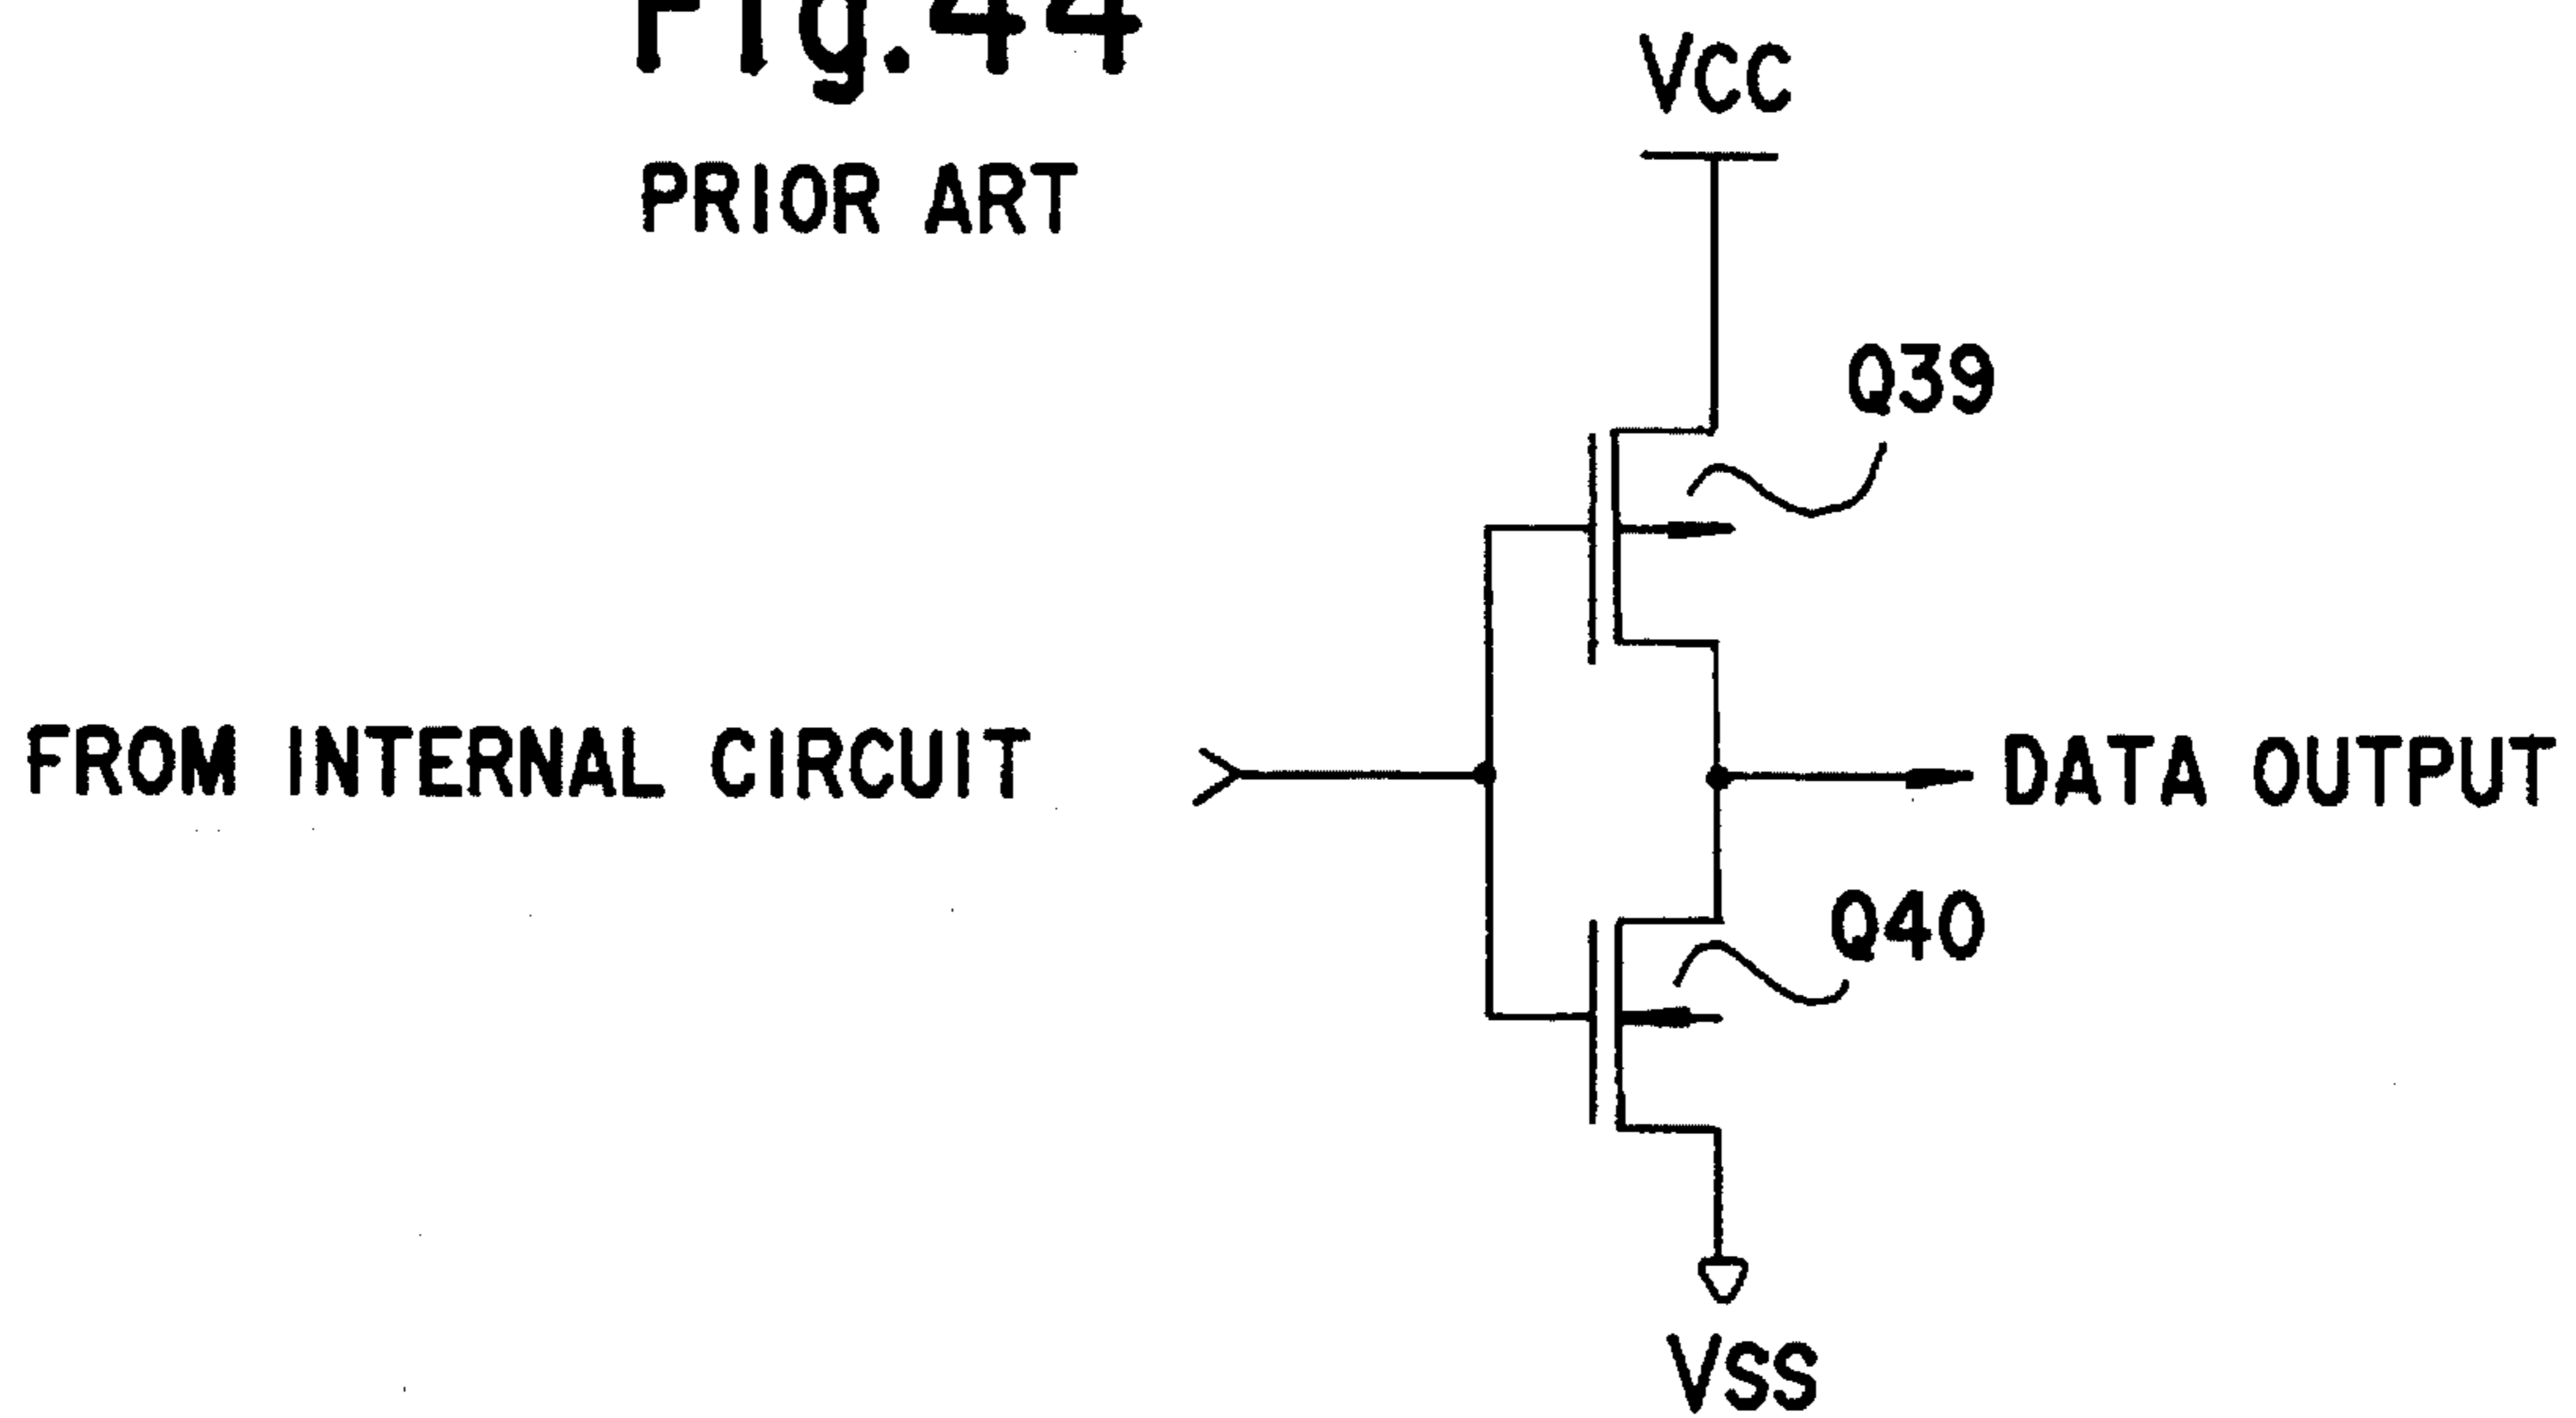 Fig.44
PRIOR ART
VCC
Q39
FROM INTERNAL CIRCUIT
DATA OUTPUT
Q40
VSS